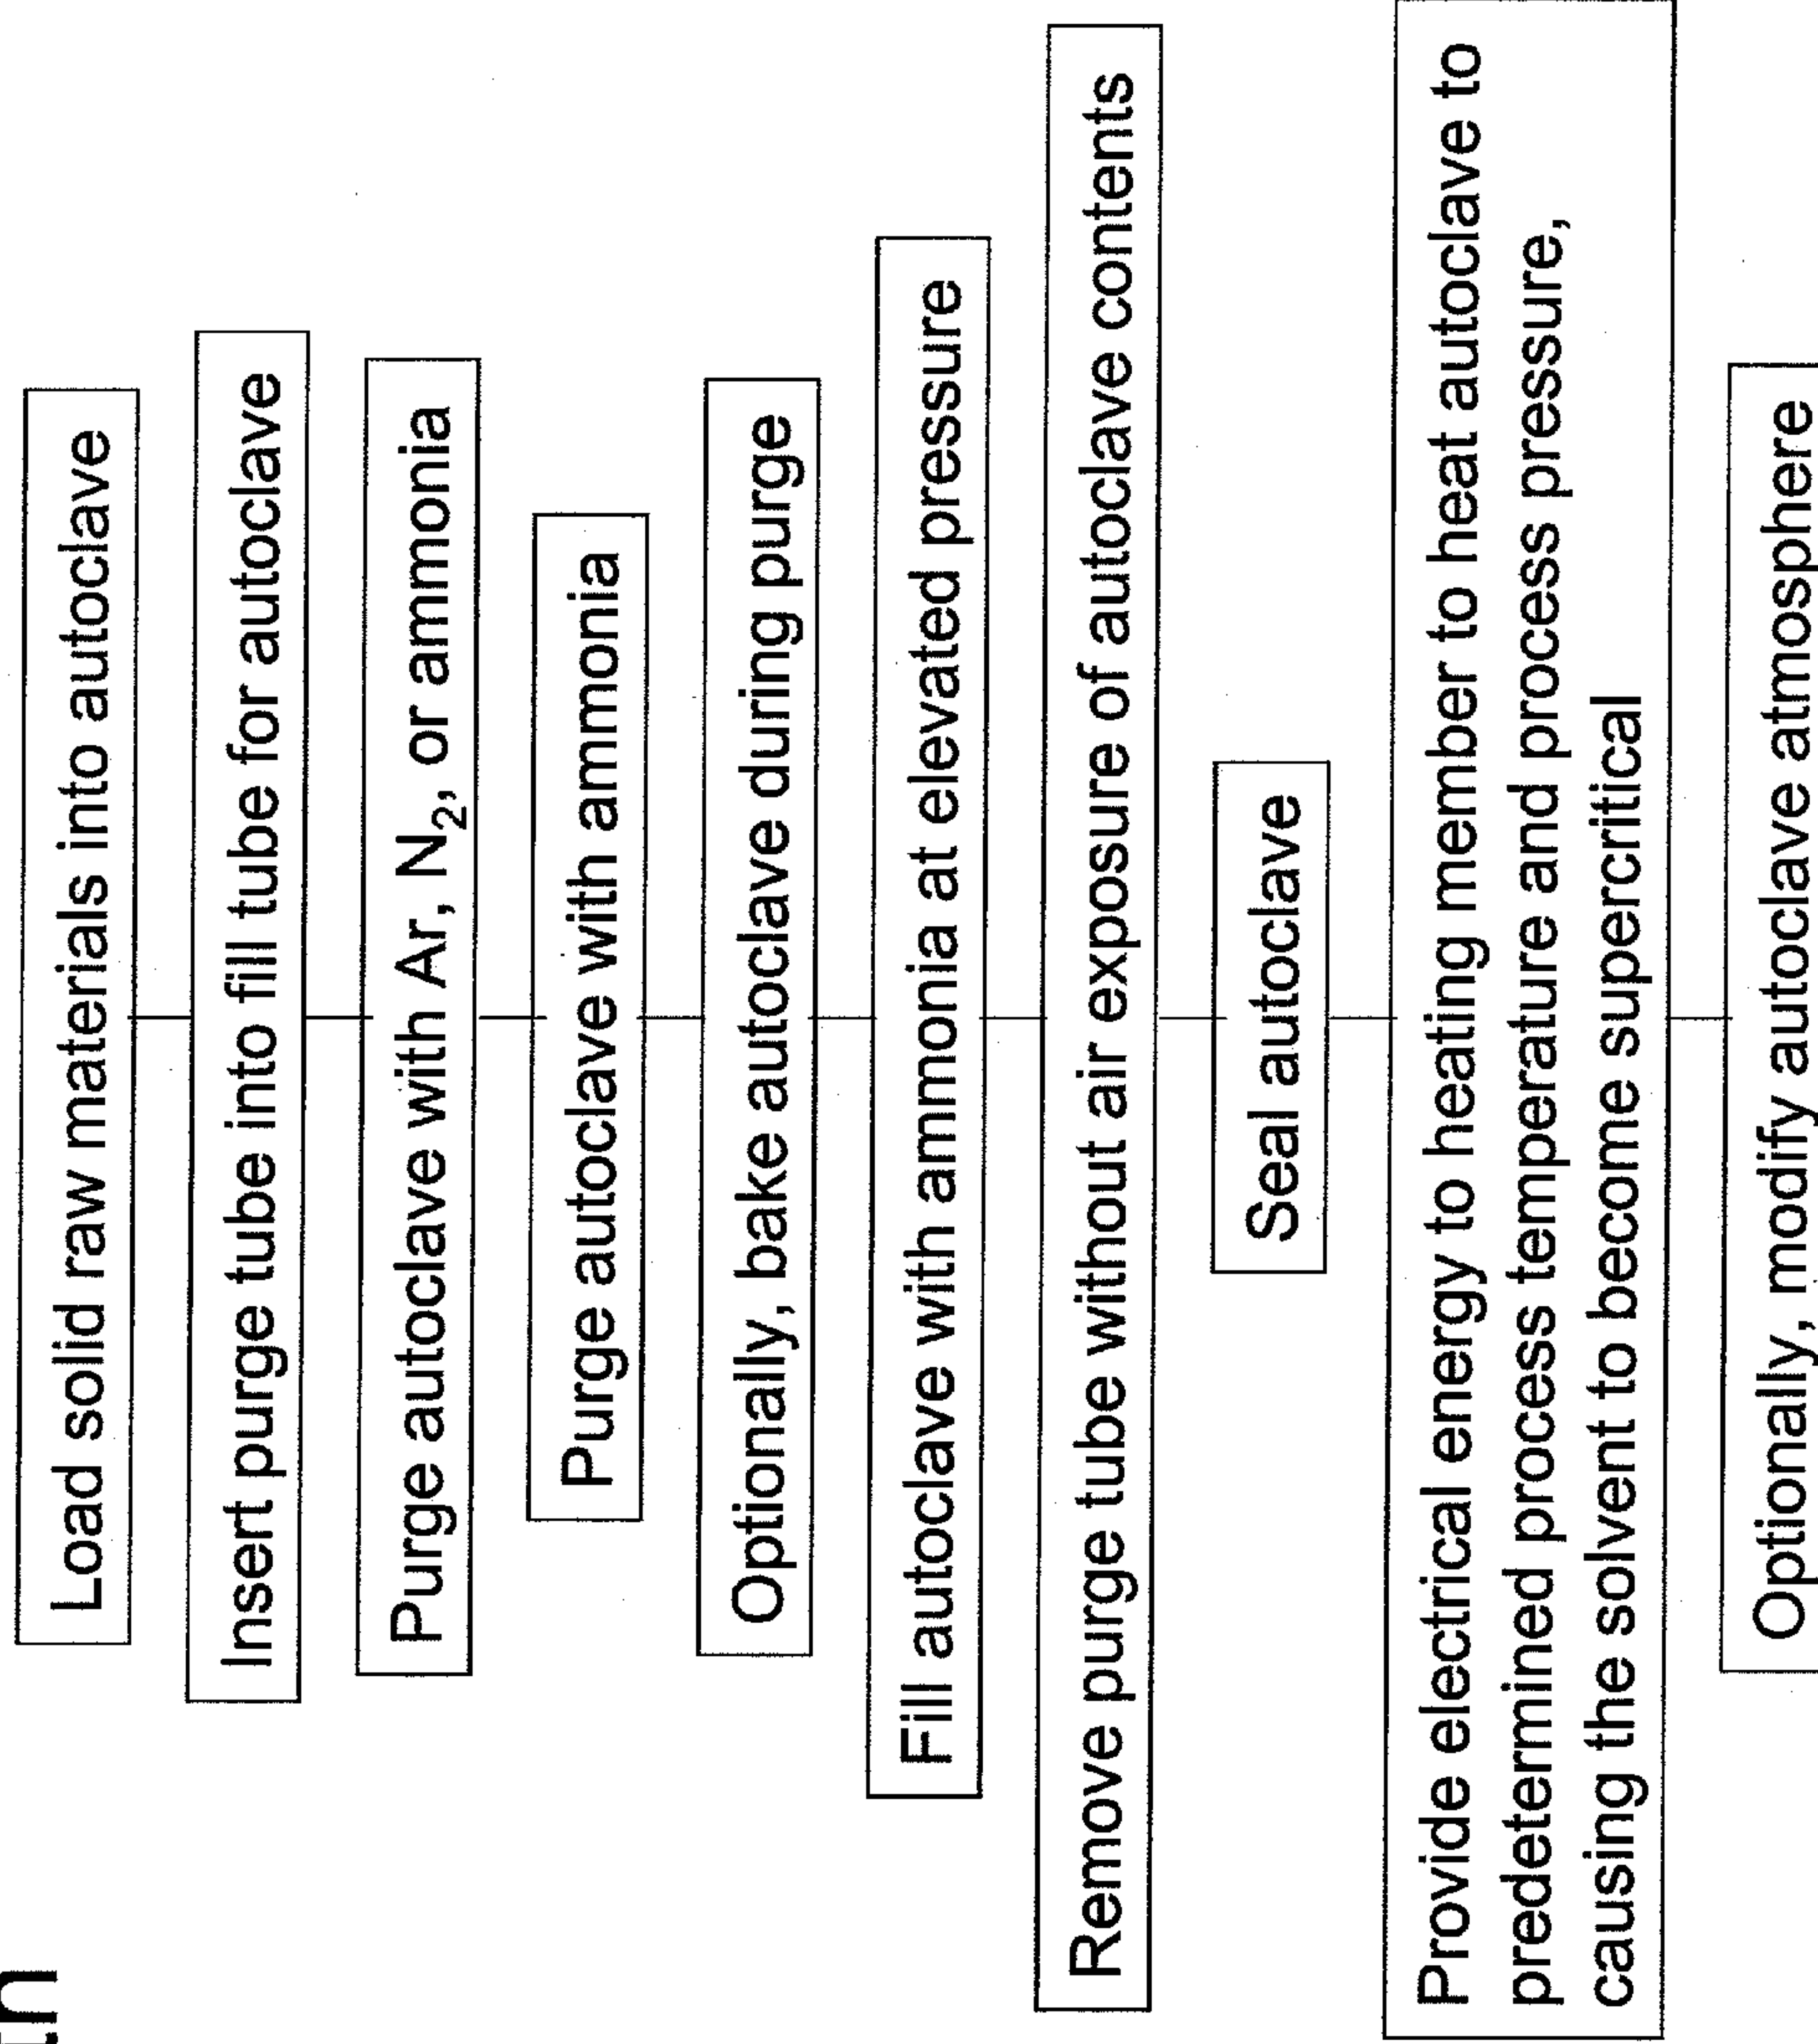 Load solid raw materials into autoclave
Insert purge tube into fill tube for autoclave
Purge autoclave with Ar, N₂, or ammonia
Purge autoclave with ammonia
Optionally, bake autoclave during purge
Fill autoclave with ammonia at elevated pressure
Remove purge tube without air exposure of autoclave contents
Seal autoclave
Provide electrical energy to heating member to heat autoclave to
predetermined process temperature and process pressure,
causing the solvent to become supercritical
Optionally, modify autoclave atmosphere